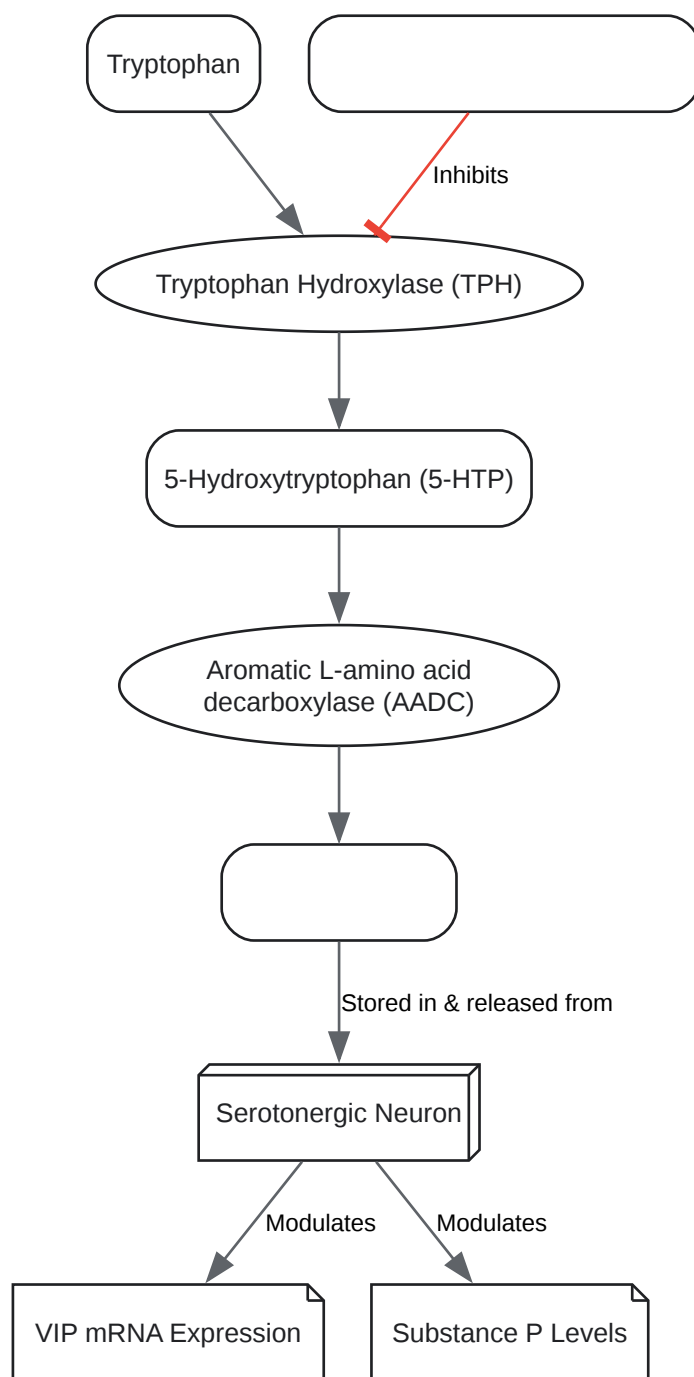 Tryptophan
Inhibits
Tryptophan Hydroxylase (TPH)
5-Hydroxytryptophan (5-HTP)
Aromatic L-amino acid
decarboxylase (AADC)
Stored in & released from
Serotonergic Neuron
Modulates
Modulates
VIP mRNA Expression
Substance P Levels